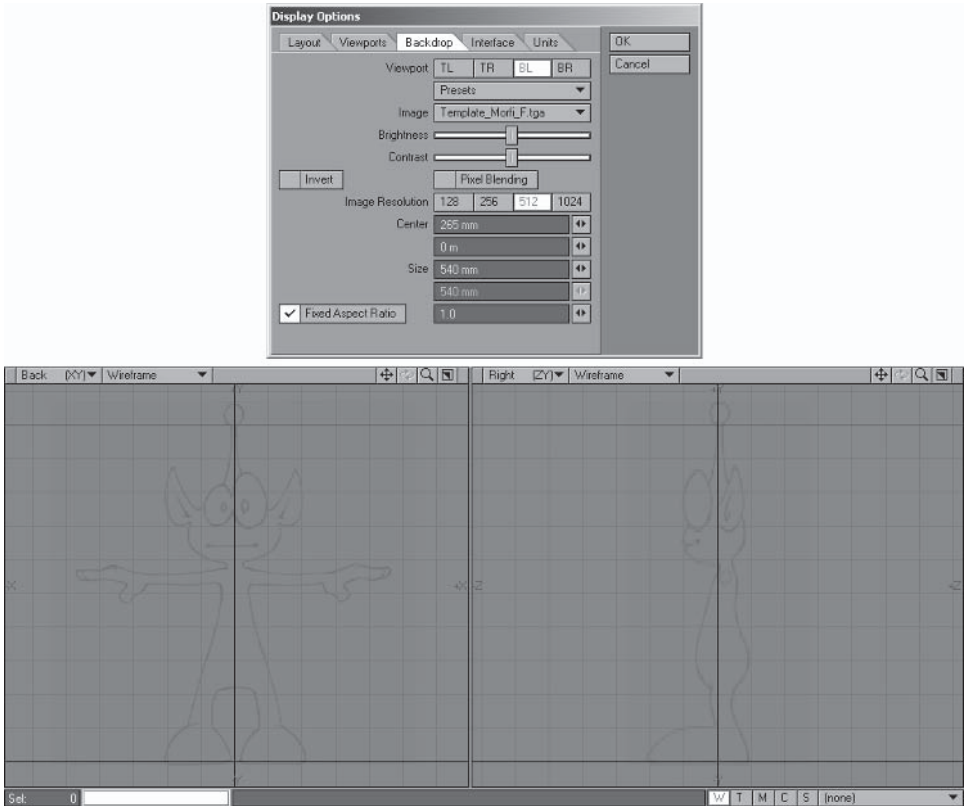 Display Options
Layout Viewports Backdrop Interface Units
OK
Cancel
Viewport TL TR BL BR
Presets
Image Template_Morfi_F.tga
Brightness
Contrast
Invert Pixel Blending
Image Resolution 128 256 512 1024
Center 265 mm
0 m
Size 540 mm
540 mm
Fixed Aspect Ratio 1.0
Back (XY) Wireframe
Right (ZY) Wireframe
Sel: 0
W T M C S (none)